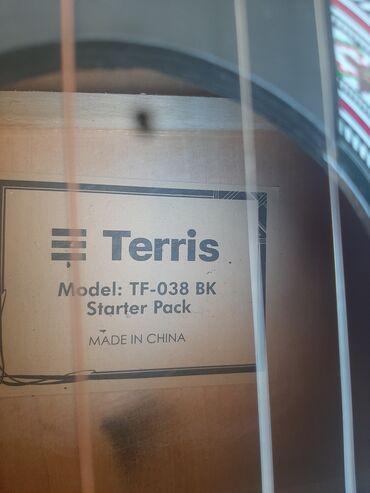 Terris
Model: TF-038 BK
Starter Pack
MADE IN CHINA